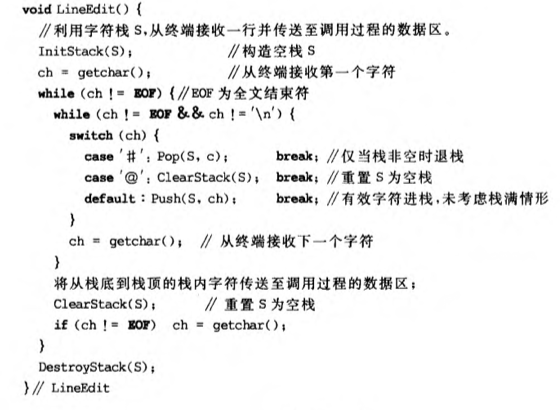 void LineEdit() {
//利用字符栈 S,从终端接收一行并传送至调用过程的数据区。
InitStack(S); //构造空栈 S
ch = getchar(); //从终端接收第一个字符
while (ch != EOF) {//EOF 为全文结束符
while (ch != EOF && ch != '\n') {
switch (ch) {
case '#': Pop(S, c); break; //仅当栈非空时退栈
case '@': ClearStack(S); break; //重置 S 为空栈
default: Push(S, ch); break; //有效字符进栈,未考虑栈满情形
}
ch = getchar(); // 从终端接收下一个字符
}
将从栈底到栈顶的栈内字符传送至调用过程的数据区;
ClearStack(S); // 重置 S 为空栈
if (ch != EOF) ch = getchar();
}
DestroyStack(S);
}// LineEdit